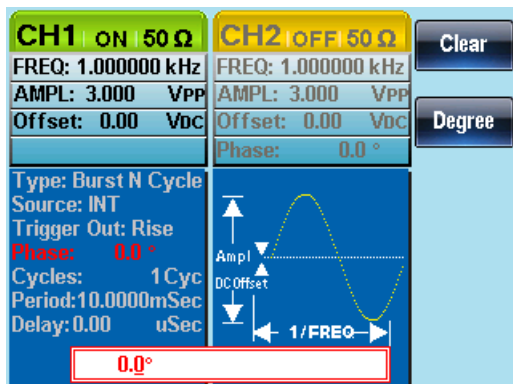 CH1 ON 50 Ω
CH2 OFF 50 Ω
Clear
FREQ: 1.000000 kHz
FREQ: 1.000000 kHz
AMPL: 3.000 VPP
AMPL: 3.000 VPP
Offset: 0.00 VDC
Offset: 0.00 VDC
Degree
Phase: 0.0 °
Type: Burst N Cycle
Source: INT
Trigger Out: Rise
Phase: 0.0 °
Cycles: 1 Cyc
Period:10.0000mSec
Delay: 0.00 uSec
Ampl
DC Offset
1/FREQ
0.0°